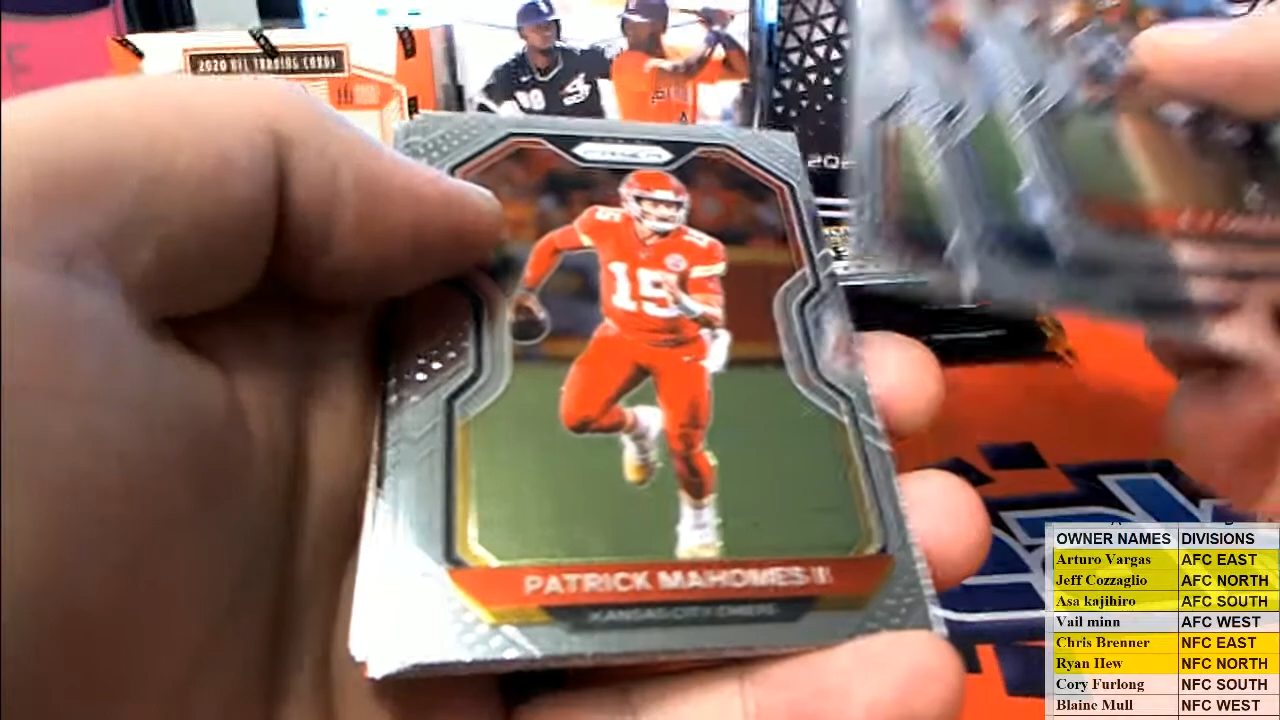 2020 NFL TRADING CARDS
PRIZM
15
15
15
PATRICK MAHOMES II
KANSAS CITY CHIEFS
OWNER NAMES DIVISIONS
Arturo Vargas AFC EAST
Jeff Cozzaglio AFC NORTH
Asa kajihiro AFC SOUTH
Vail minn AFC WEST
Chris Brenner NFC EAST
Ryan Hew NFC NORTH
Cory Furlong NFC SOUTH
Blaine Mull NFC WEST